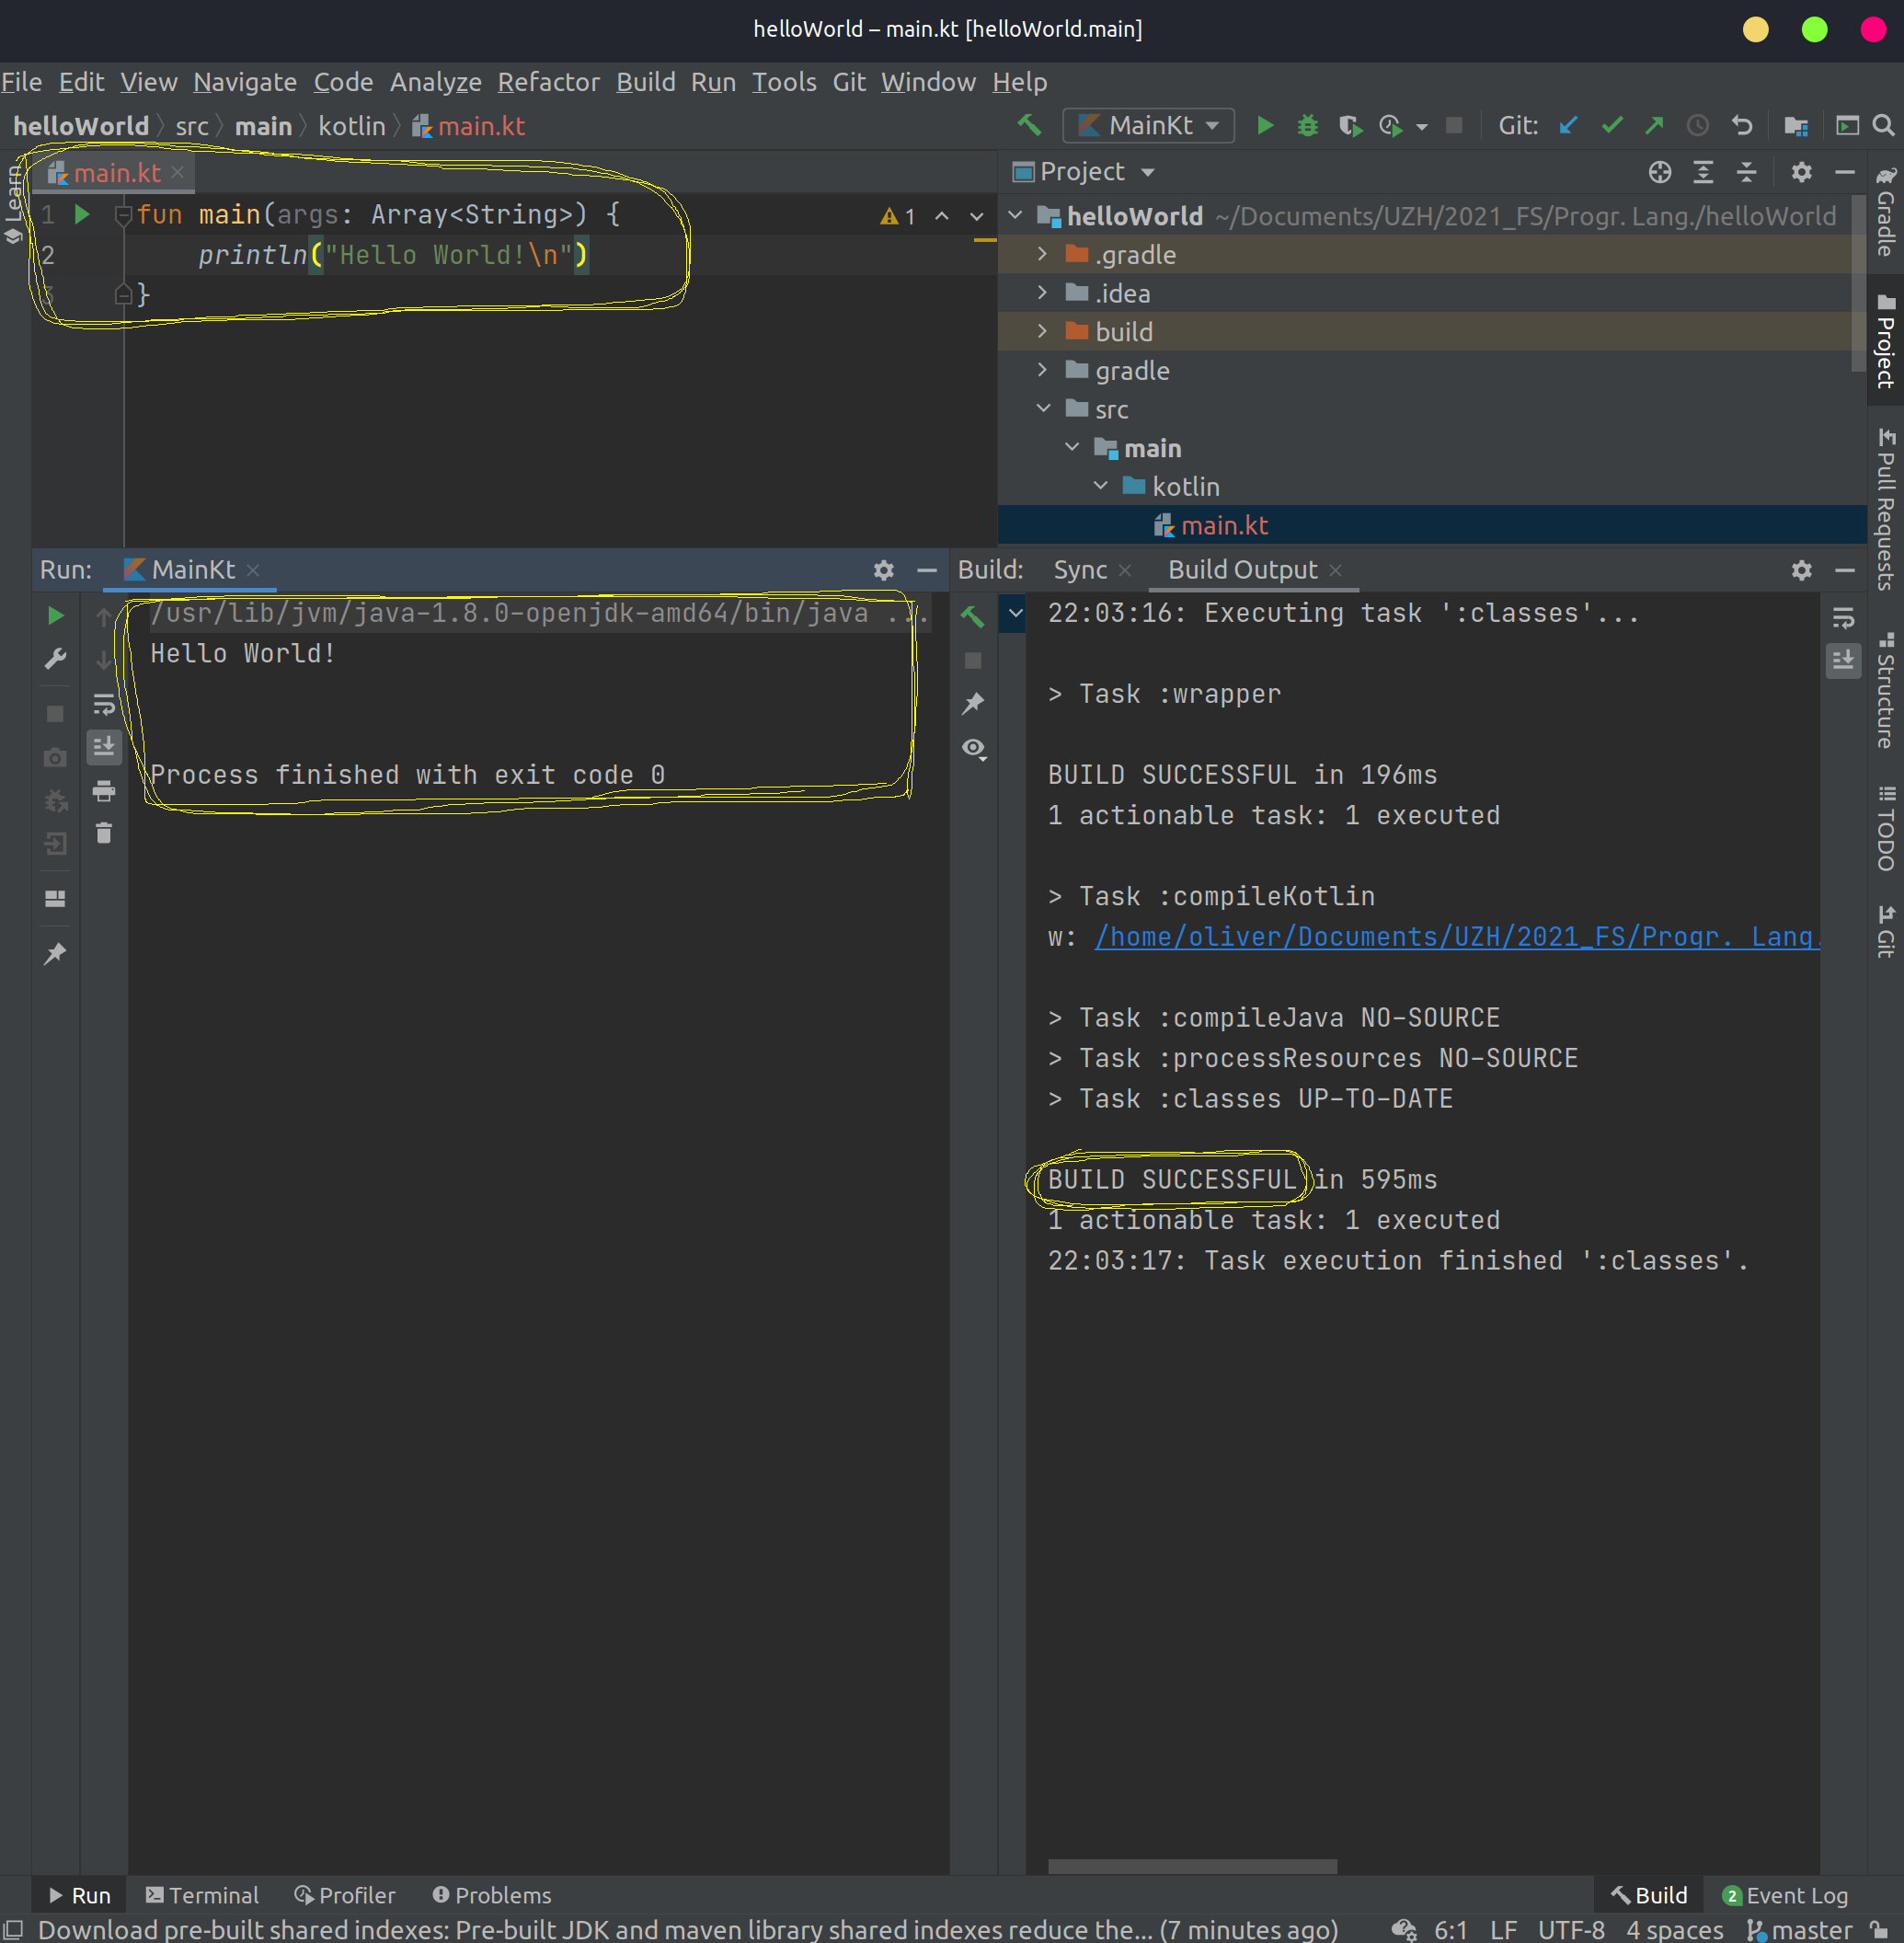 helloWorld – main.kt [helloWorld.main]
File Edit View Navigate Code Analyze Refactor Build Run Tools Git Window Help
helloWorld src main kotlin main.kt
MainKt Git:
Learn
main.kt
1 fun main(args: Array<String>) {
1
2 println("Hello World!\n")
3 }
Project
helloWorld ~/Documents/UZH/2021_FS/Progr. Lang./helloWorld
.gradle
.idea
build
gradle
src
main
kotlin
main.kt
Gradle
Project
Pull Requests
Structure
TODO
Git
Run: MainKt
/usr/lib/jvm/java-1.8.0-openjdk-amd64/bin/java ...
Hello World!
Process finished with exit code 0
Build: Sync Build Output
22:03:16: Executing task ':classes'...
> Task :wrapper
BUILD SUCCESSFUL in 196ms
1 actionable task: 1 executed
> Task :compileKotlin
w: /home/oliver/Documents/UZH/2021_FS/Progr. Lang.
> Task :compileJava NO-SOURCE
> Task :processResources NO-SOURCE
> Task :classes UP-TO-DATE
BUILD SUCCESSFUL in 595ms
1 actionable task: 1 executed
22:03:17: Task execution finished ':classes'.
Run Terminal Profiler Problems
Build 2 Event Log
Download pre-built shared indexes: Pre-built JDK and maven library shared indexes reduce the... (7 minutes ago)
6:1 LF UTF-8 4 spaces master